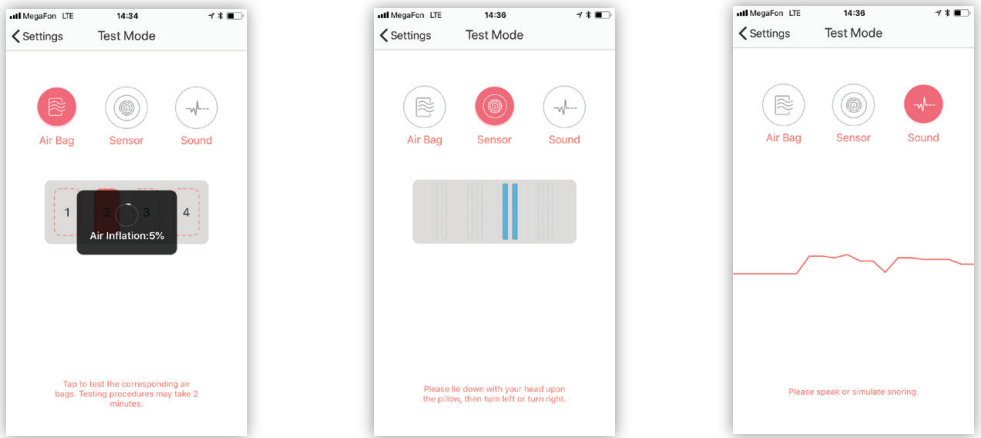 MegaFon LTE 14:34
Settings Test Mode
Air Bag Sensor Sound
1 2 3 4
Air Inflation:5%
Tap to test the corresponding air
bags. Testing procedures may take 2
minutes.
MegaFon LTE 14:36
Settings Test Mode
Air Bag Sensor Sound
Please lie down with your head upon
the pillow, then turn left or turn right.
MegaFon LTE 14:36
Settings Test Mode
Air Bag Sensor Sound
Please speak or simulate snoring.